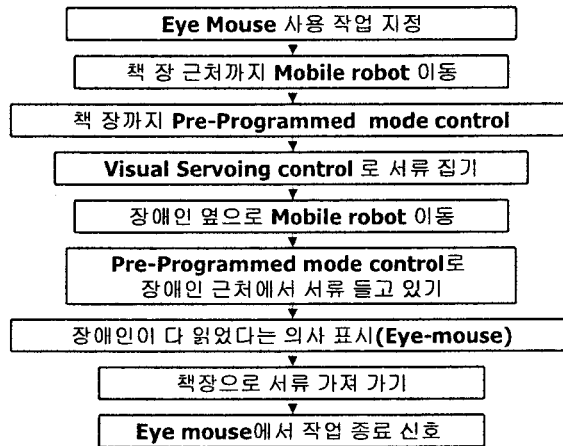 Eye Mouse 사용 작업 지정
책 장 근처까지 Mobile robot 이동
책 장까지 Pre-Programmed mode control
Visual Servoing control 로 서류 집기
장애인 옆으로 Mobile robot 이동
Pre-Programmed mode control로
장애인 근처에서 서류 들고 있기
장애인이 다 읽었다는 의사 표시(Eye-mouse)
책장으로 서류 가져 가기
Eye mouse에서 작업 종료 신호